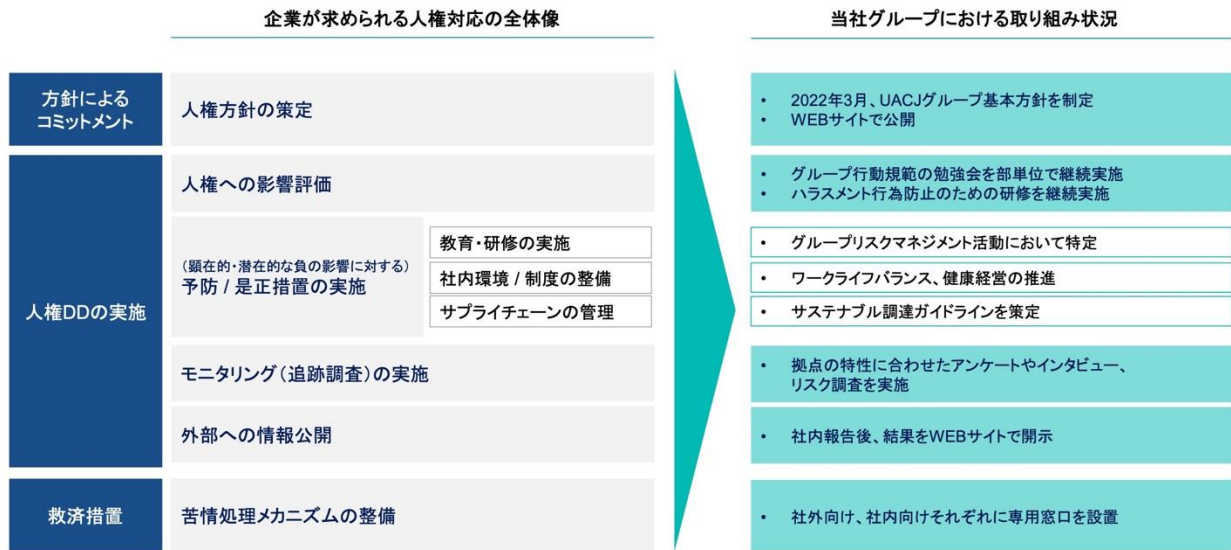 企業が求められる人権対応の全体像
当社グループにおける取り組み状況
方針による
コミットメント
人権方針の策定
• 2022年3月、UACJグループ基本方針を制定
• WEBサイトで公開
人権DDの実施
人権への影響評価
• グループ行動規範の勉強会を部単位で継続実施
• ハラスメント行為防止のための研修を継続実施
(顕在的・潜在的な負の影響に対する)
予防 / 是正措置の実施
教育・研修の実施
• グループリスクマネジメント活動において特定
社内環境 / 制度の整備
• ワークライフバランス、健康経営の推進
サプライチェーンの管理
• サステナブル調達ガイドラインを策定
モニタリング(追跡調査)の実施
• 拠点の特性に合わせたアンケートやインタビュー、
リスク調査を実施
外部への情報公開
• 社内報告後、結果をWEBサイトで開示
救済措置
苦情処理メカニズムの整備
• 社外向け、社内向けそれぞれに専用窓口を設置